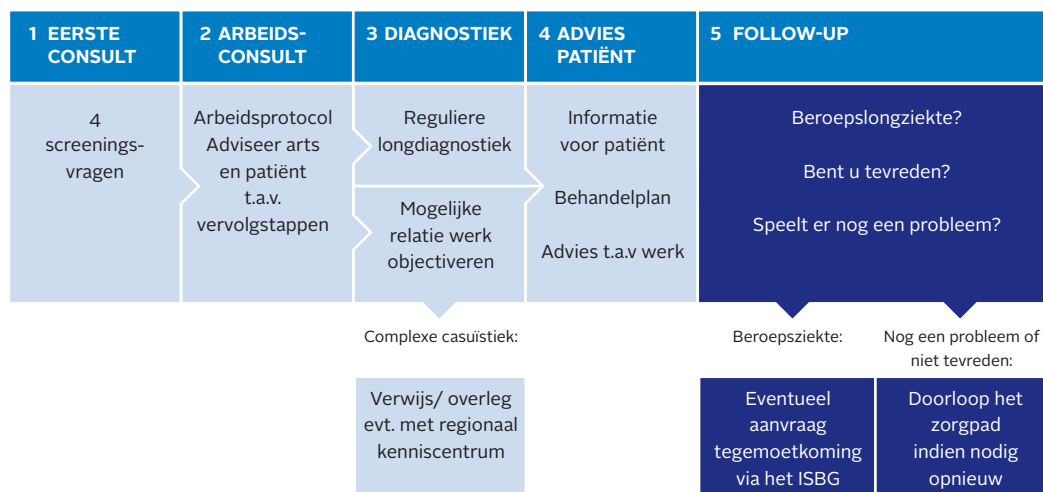 1 EERSTE
CONSULT
2 ARBEIDS-
CONSULT
3 DIAGNOSTIEK
4 ADVIES
PATIËNT
5 FOLLOW-UP
4
screenings-
vragen
Arbeidsprotocol
Adviseer arts
en patiënt
t.a.v.
vervolgstappen
Reguliere
longdiagnostiek
Mogelijke
relatie werk
objectiveren
Informatie
voor patiënt
Behandelplan
Advies t.a.v werk
Beroepslongziekte?
Bent u tevreden?
Speelt er nog een probleem?
Complexe casuïstiek:
Verwijs/ overleg
evt. met regionaal
kenniscentrum
Beroepsziekte:
Eventueel
aanvraag
tegemoetkoming
via het ISBG
Nog een probleem of
niet tevreden:
Doorloop het
zorgpad
indien nodig
opnieuw